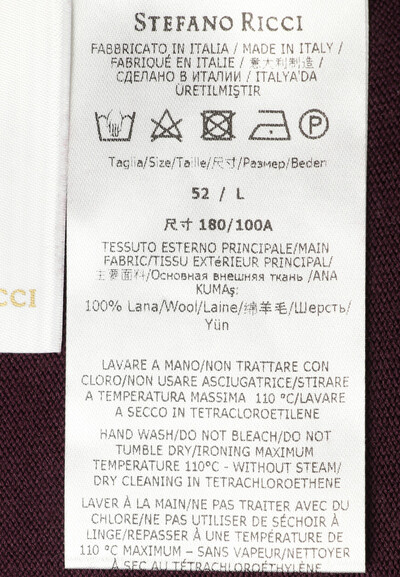 STEFANO RICCI
FABBRICATO IN ITALIA / MADE IN ITALY /
FABRIQUÉ EN ITALIE / 意大利制造 /
СДЕЛАНО В ИТАЛИИ / ITALYA'DA
ÜRETILMIŞTIR
P
Taglia/Size/Taille/尺寸/Размер/Beden
52 / L
尺寸 180/100A
TESSUTO ESTERNO PRINCIPALE/MAIN
FABRIC/TISSU EXTéRIEUR PRINCIPAL/
主要面料/Основная внешняя ткань /ANA
KUMAş:
100% Lana/Wool/Laine/绵羊毛/Шерсть/
Yün
CCI
LAVARE A MANO/NON TRATTARE CON
CLORO/NON USARE ASCIUGATRICE/STIRARE
A TEMPERATURA MASSIMA 110 °C/LAVARE
A SECCO IN TETRACLOROETILENE
HAND WASH/DO NOT BLEACH/DO NOT
TUMBLE DRY/IRONING MAXIMUM
TEMPERATURE 110°C - WITHOUT STEAM/
DRY CLEANING IN TETRACHLOROETHENE
LAVER À LA MAIN/NE PAS TRAITER AVEC DU
CHLORE/NE PAS UTILISER DE SÉCHOIR À
LINGE/REPASSER À UNE TEMPÉRATURE DE
110 °C MAXIMUM – SANS VAPEUR/NETTOYER
À SEC AU TETRACHLOROETHYLENE